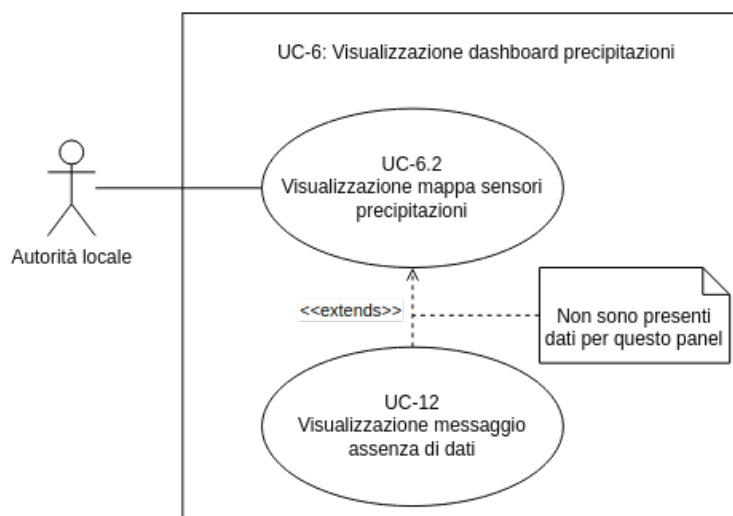 UC-6: Visualizzazione dashboard precipitazioni
UC-6.2
Visualizzazione mappa sensori
precipitazioni
Autorità locale
<<extends>>
Non sono presenti
dati per questo panel
UC-12
Visualizzazione messaggio
assenza di dati